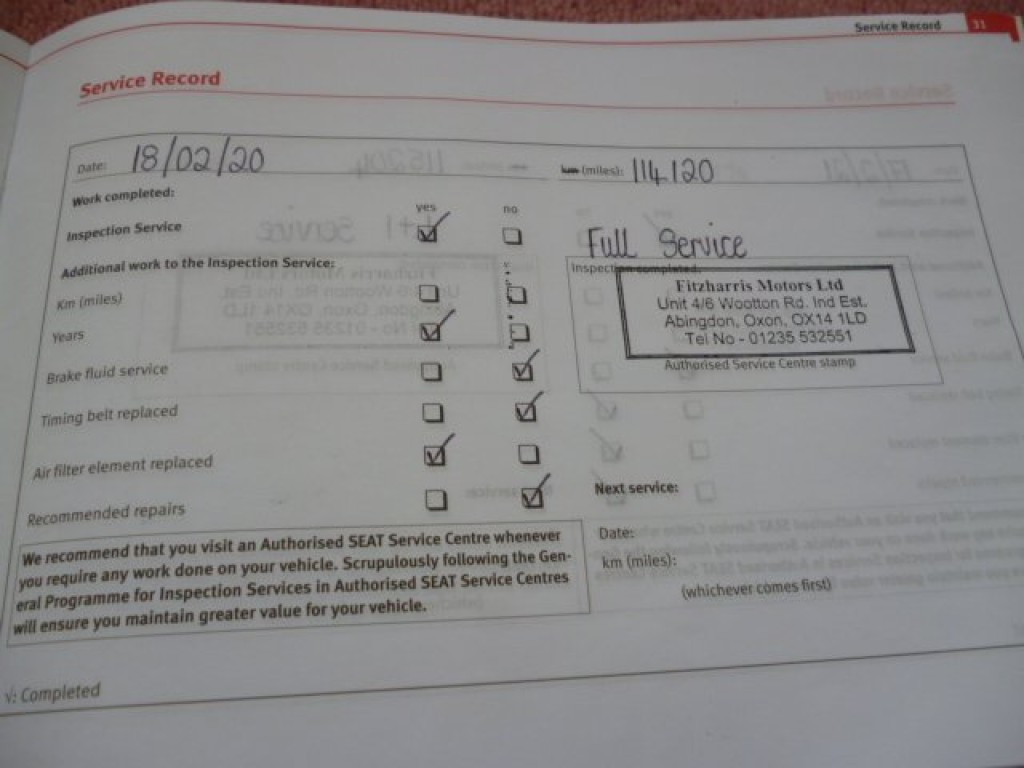 Service Record 31
Service Record
Date: 18/02/20 km (miles): 114120
Work completed:
yes no
Inspection Service
Full Service
Additional work to the Inspection Service:
Inspection completed:
Km (miles)
Fitzharris Motors Ltd
Unit 4/6 Wootton Rd. Ind Est.
Abingdon, Oxon, OX14 1LD
Tel No - 01235 532551
Years
Authorised Service Centre stamp
Brake fluid service
Timing belt replaced
Air filter element replaced
Recommended repairs
Next service:
Date:
km (miles):
(whichever comes first)
We recommend that you visit an Authorised SEAT Service Centre whenever
you require any work done on your vehicle. Scrupulously following the Gen-
eral Programme for Inspection Services in Authorised SEAT Service Centres
will ensure you maintain greater value for your vehicle.
√: Completed